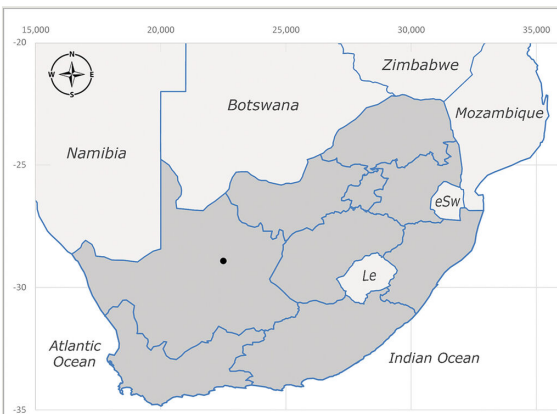 15,000 20,000 25,000 30,000 35,000
-20
N
W E
S
Zimbabwe
Botswana
Mozambique
Namibia
-25
eSw
Le
-30
Atlantic
Ocean
Indian Ocean
-35